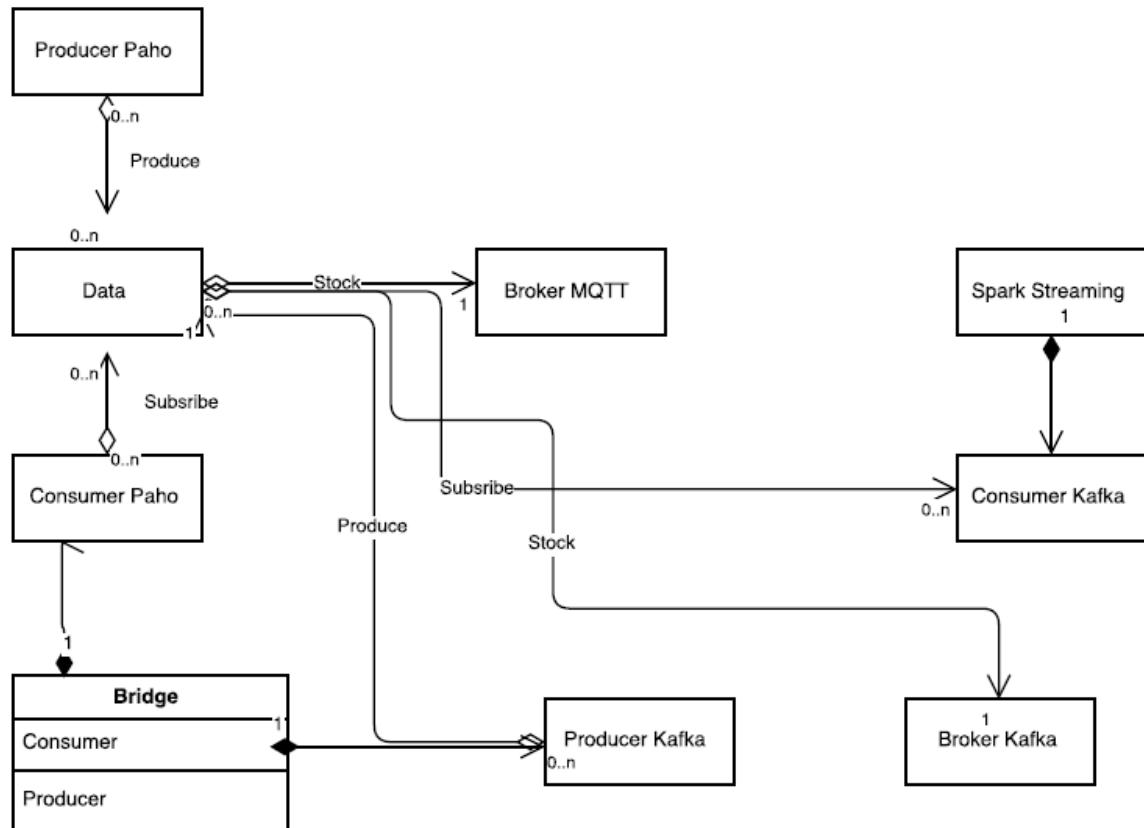 Producer Paho
0..n
Produce
0..n
Data
Stock
Broker MQTT
Spark Streaming
1
0..n
1
1
0..n
Subsribe
0..n
Consumer Paho
Subsribe
Consumer Kafka
0..n
Produce
Stock
1
Bridge
1
Consumer
Producer
Producer Kafka
0..n
1
Broker Kafka